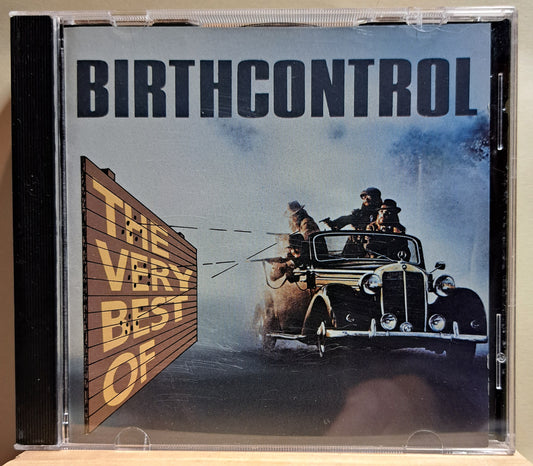 BIRTHCONTROL
THE
VERY
BEST
OF